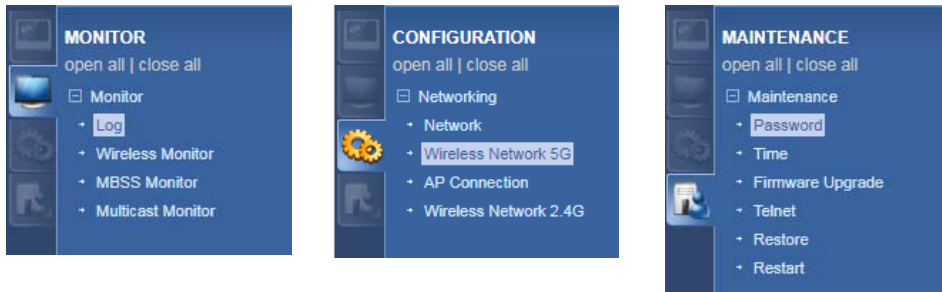 MONITOR
open all | close all
Monitor
Log
Wireless Monitor
MBSS Monitor
Multicast Monitor
CONFIGURATION
open all | close all
Networking
Network
Wireless Network 5G
AP Connection
Wireless Network 2.4G
MAINTENANCE
open all | close all
Maintenance
Password
Time
Firmware Upgrade
Telnet
Restore
Restart